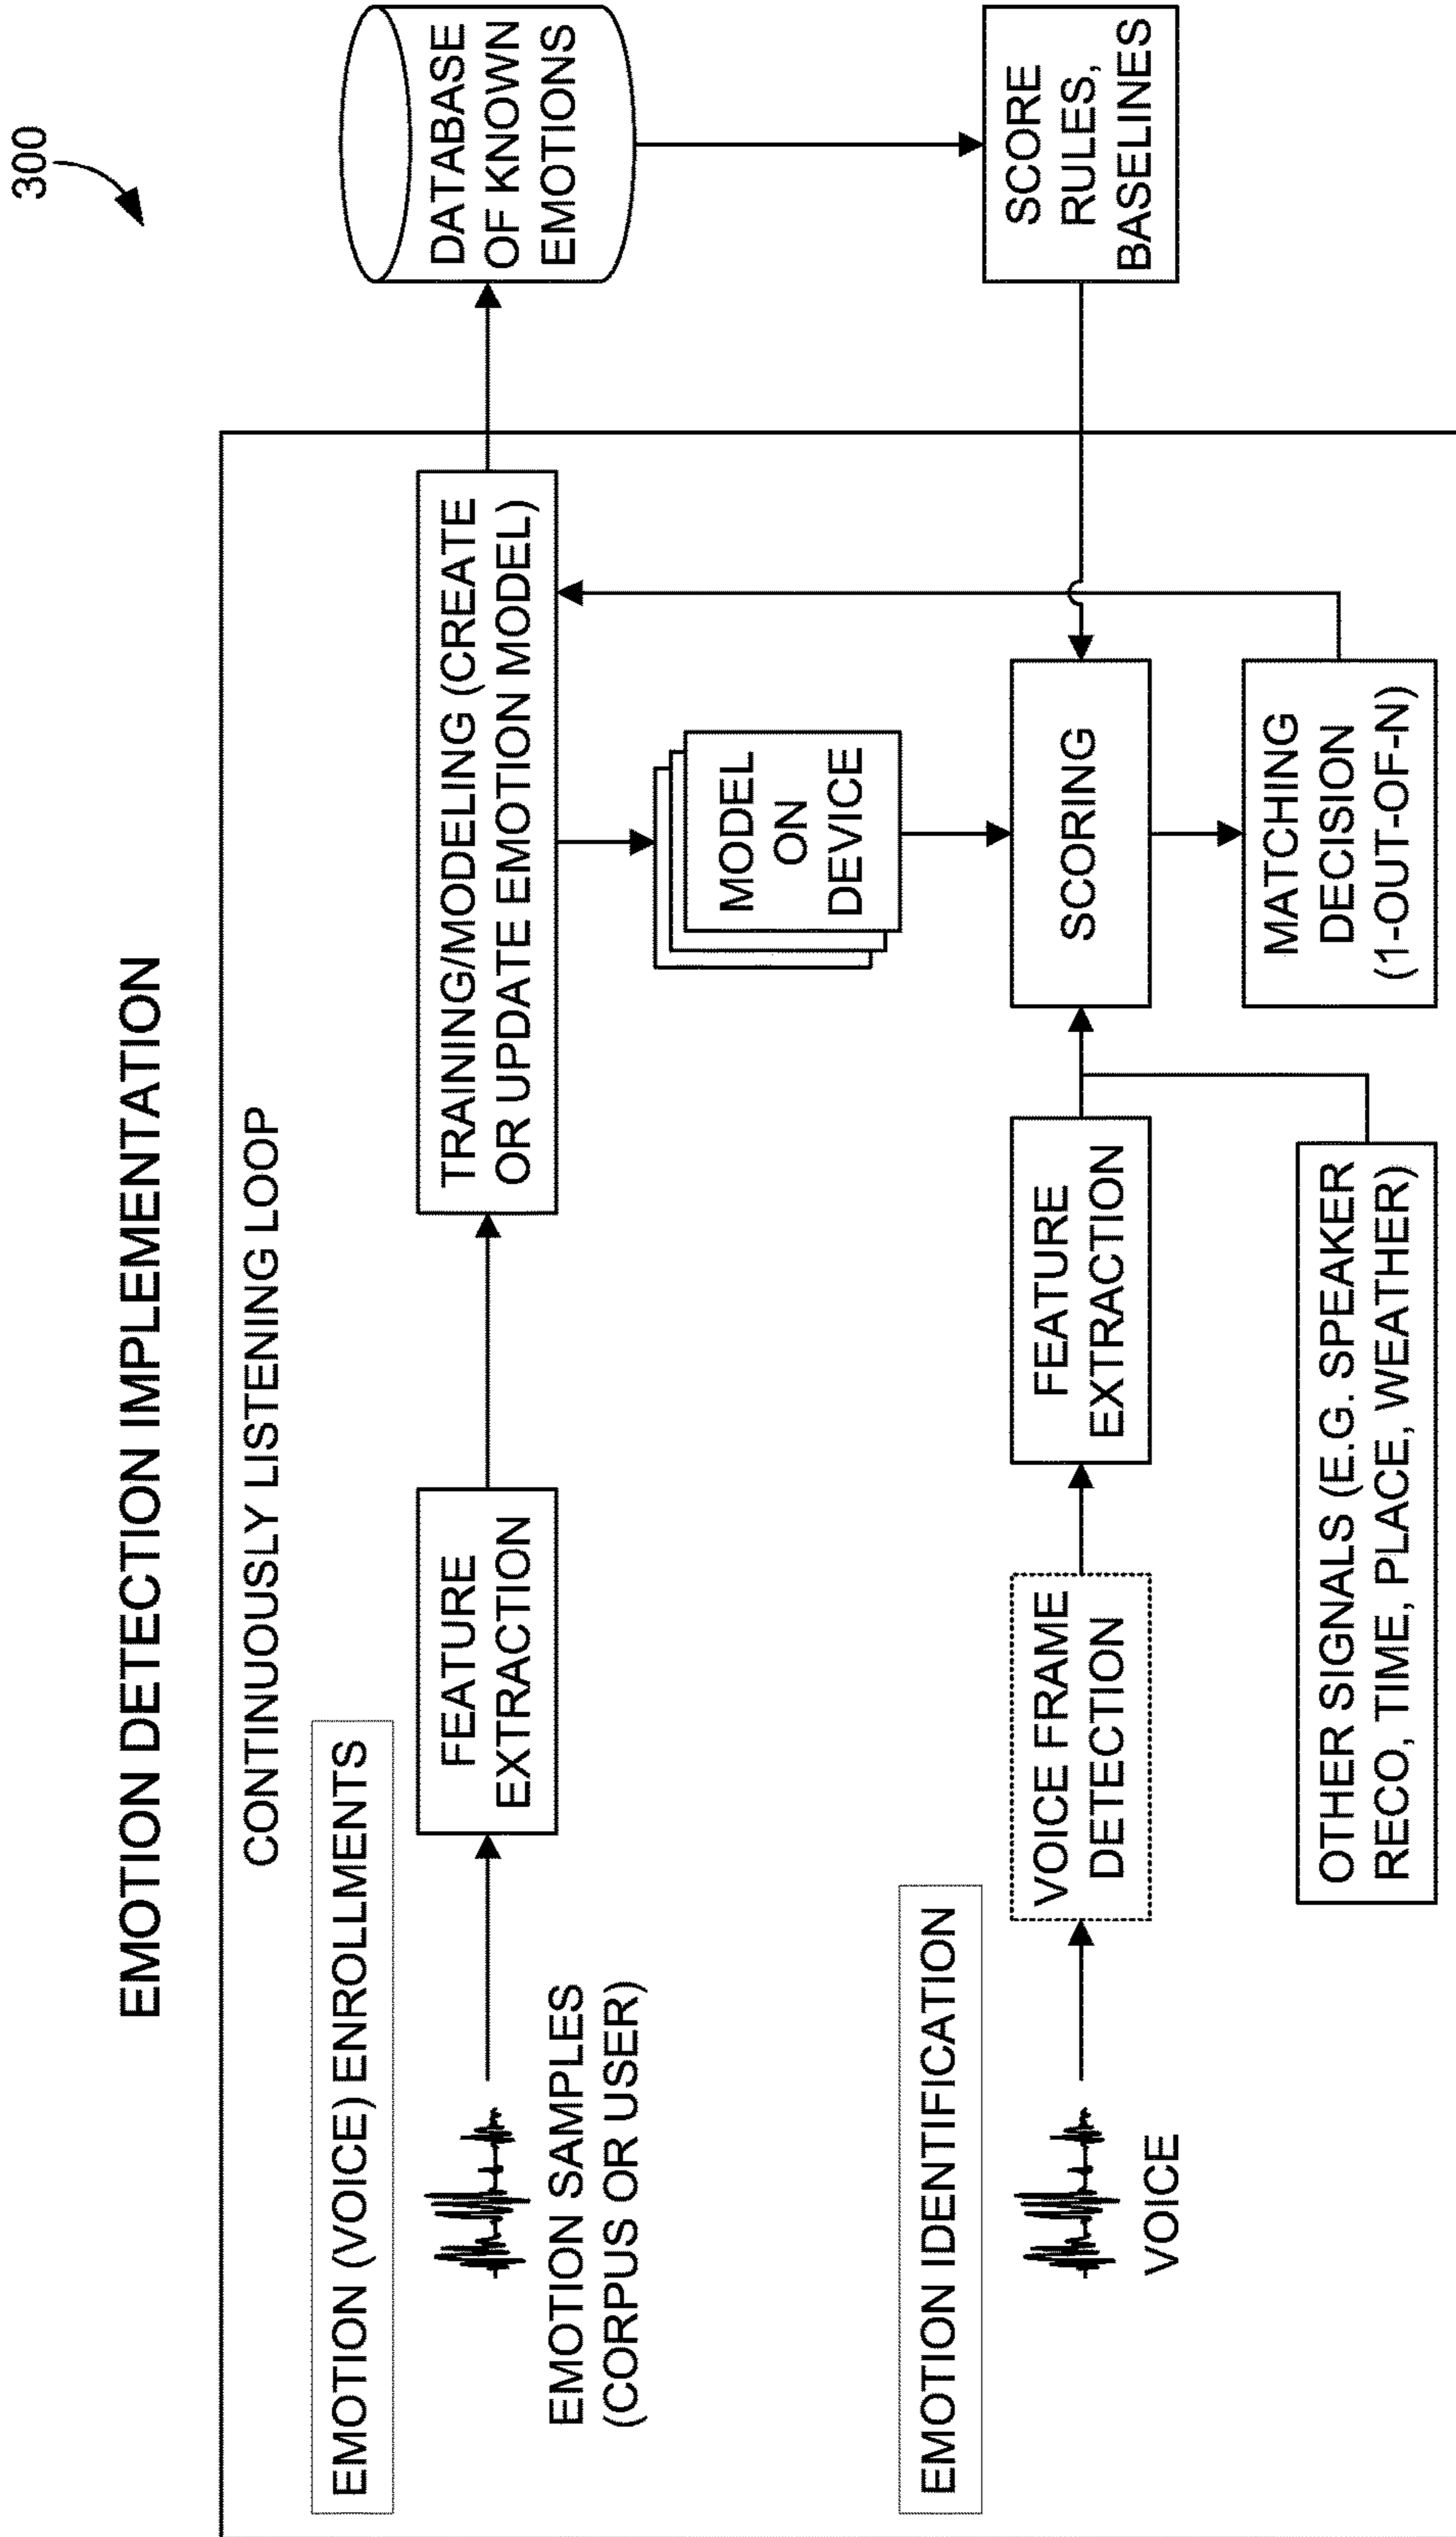 300
EMOTION DETECTION IMPLEMENTATION
CONTINUOUSLY LISTENING LOOP
EMOTION (VOICE) ENROLLMENTS
EMOTION SAMPLES
(CORPUS OR USER)
FEATURE
EXTRACTION
TRAINING/MODELING (CREATE
OR UPDATE EMOTION MODEL)
DATABASE
OF KNOWN
EMOTIONS
MODEL
ON
DEVICE
EMOTION IDENTIFICATION
VOICE
VOICE FRAME
DETECTION
FEATURE
EXTRACTION
SCORING
SCORE
RULES,
BASELINES
OTHER SIGNALS (E.G. SPEAKER
RECO, TIME, PLACE, WEATHER)
MATCHING
DECISION
(1-OUT-OF-N)